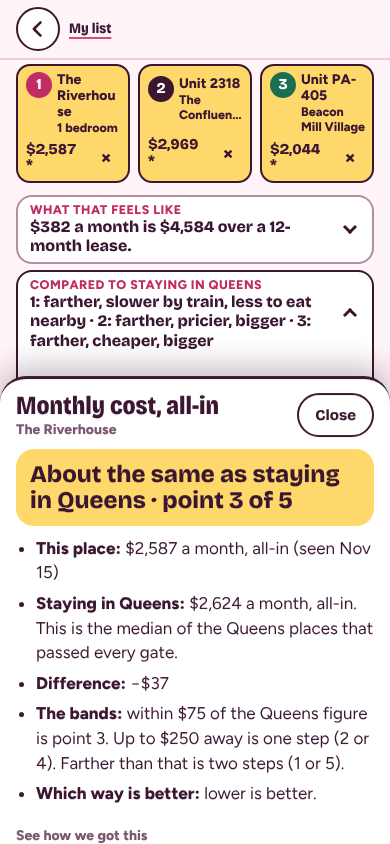 My list
1
The
Riverhou
se
1 bedroom
$2,587
*
×
2
Unit 2318
The
Confluen...
$2,969
*
×
3
Unit PA-
405
Beacon
Mill Village
$2,044
*
×
WHAT THAT FEELS LIKE
$382 a month is $4,584 over a 12-
month lease.
COMPARED TO STAYING IN QUEENS
1: farther, slower by train, less to eat
nearby · 2: farther, pricier, bigger · 3:
farther, cheaper, bigger
Monthly cost, all-in
The Riverhouse
Close
About the same as staying
in Queens · point 3 of 5
• This place: $2,587 a month, all-in (seen Nov
15)
• Staying in Queens: $2,624 a month, all-in.
This is the median of the Queens places that
passed every gate.
• Difference: −$37
• The bands: within $75 of the Queens figure
is point 3. Up to $250 away is one step (2 or
4). Farther than that is two steps (1 or 5).
• Which way is better: lower is better.
See how we got this